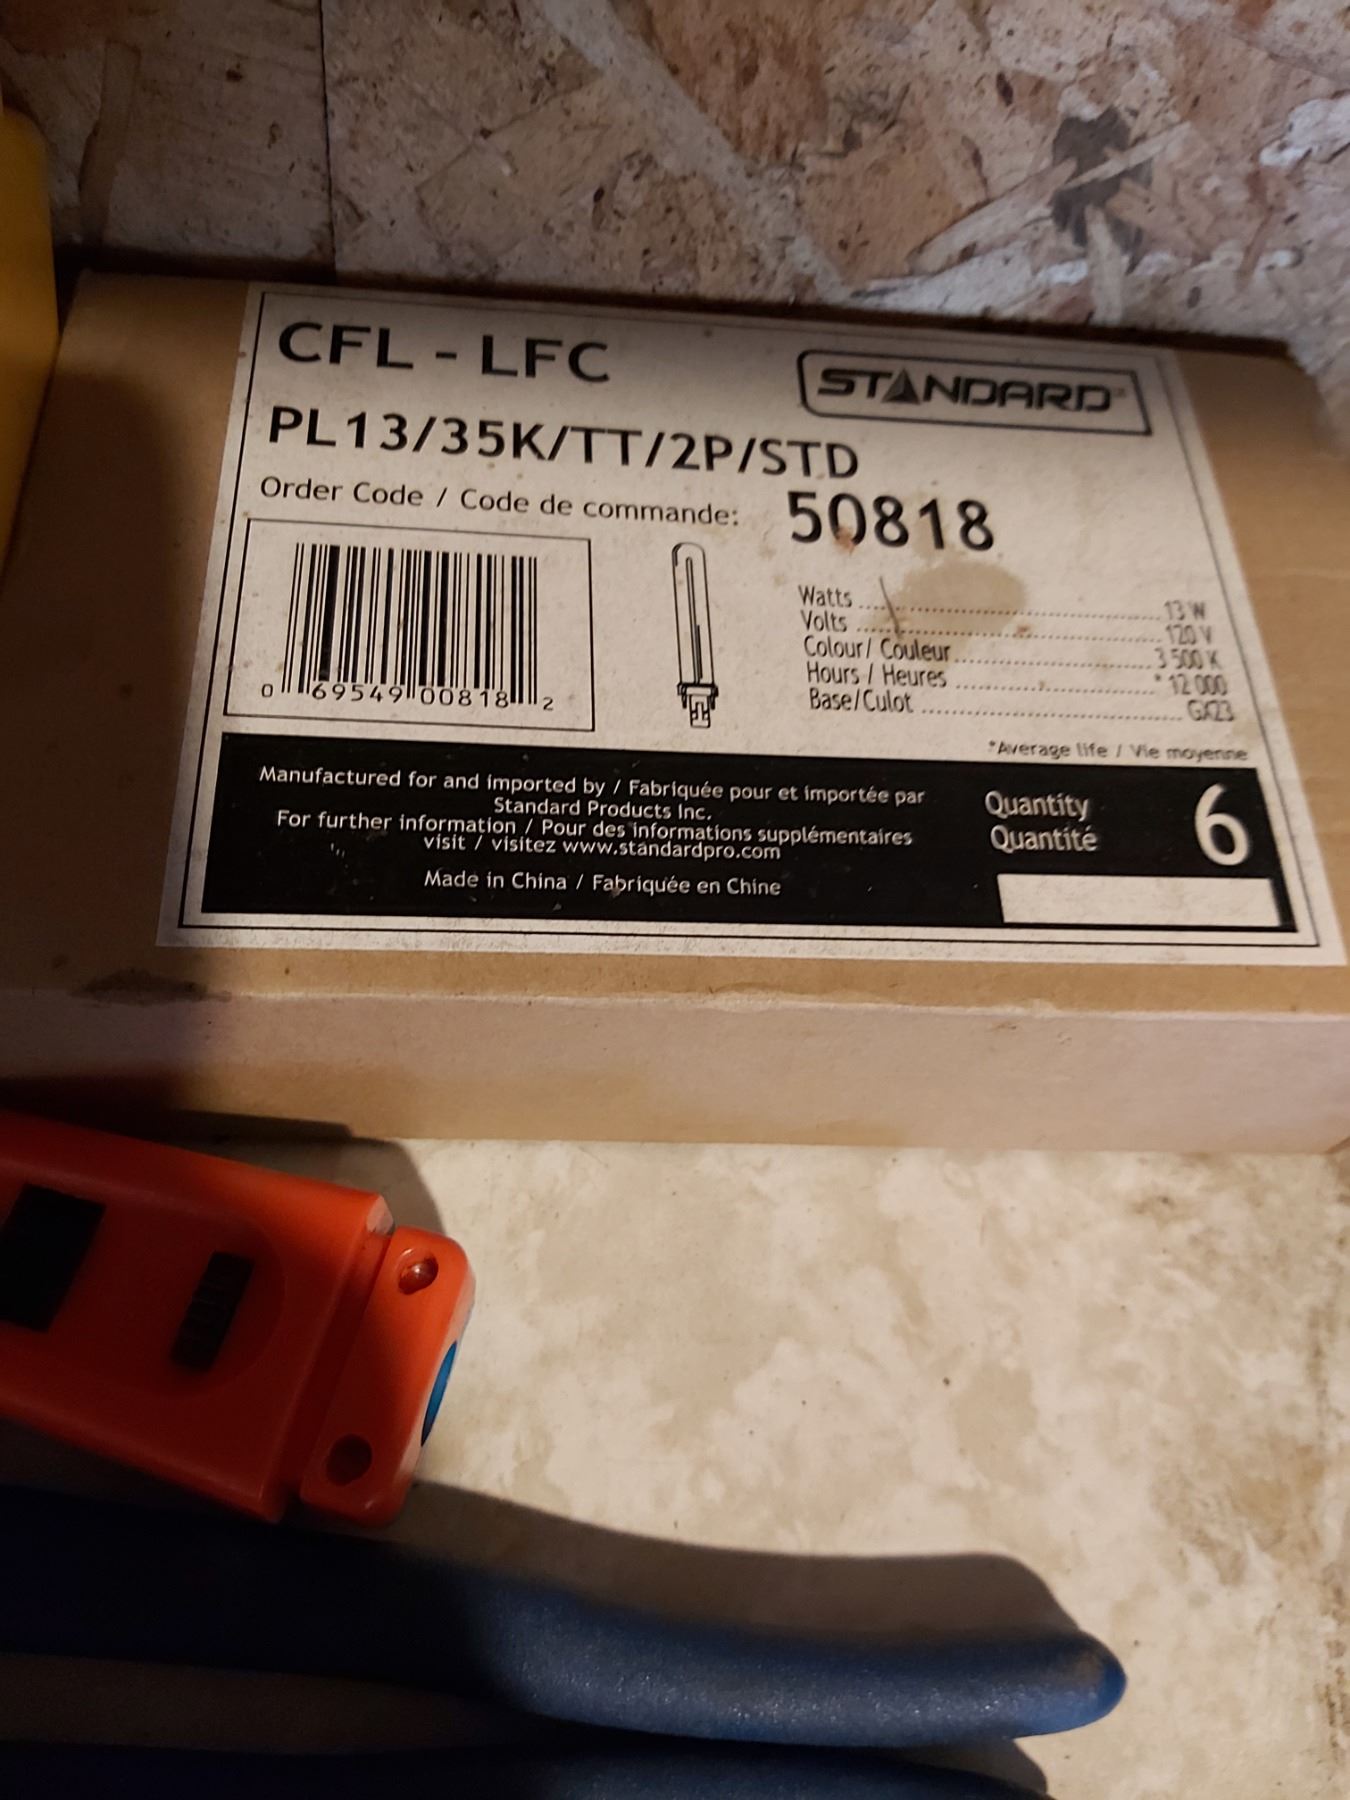 CFL - LFC
STANDARD
PL13/35K/TT/2P/STD
Order Code / Code de commande: 50818
0 69549 00818 2
Watts .......... 13 W
Volts .......... 120 V
Colour/ Couleur .......... 3 500 K
Hours / Heures .......... * 12 000
Base/Culot .......... GX23
*Average life / Vie moyenne
Manufactured for and imported by / Fabriquée pour et importée par
Standard Products Inc.
For further information / Pour des informations supplémentaires
visit / visitez www.standardpro.com
Made in China / Fabriquée en Chine
Quantity
Quantité
6